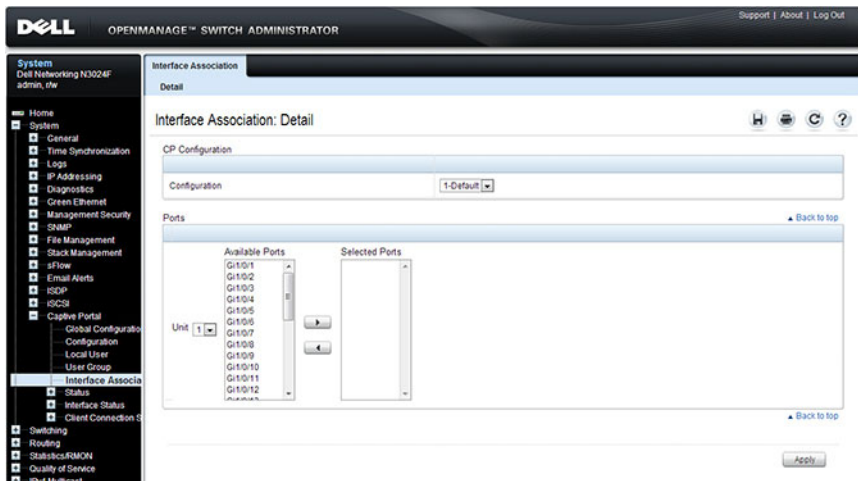 Support | About | Log Out
DELL
OPENMANAGE™ SWITCH ADMINISTRATOR
System
Dell Networking N3024F
admin, r/w
Home
System
General
Time Synchronization
Logs
IP Addressing
Diagnostics
Green Ethernet
Management Security
SNMP
File Management
Stack Management
sFlow
Email Alerts
ISDP
iSCSI
Captive Portal
Global Configuratio
Configuration
Local User
User Group
Interface Associa
Status
Interface Status
Client Connection S
Switching
Routing
Statistics/RMON
Quality of Service
Interface Association
Detail
Interface Association: Detail
CP Configuration
Configuration
1-Default
Ports
Back to top
Available Ports
Selected Ports
Unit 1
Gi1/0/1
Gi1/0/2
Gi1/0/3
Gi1/0/4
Gi1/0/5
Gi1/0/6
Gi1/0/7
Gi1/0/8
Gi1/0/9
Gi1/0/10
Gi1/0/11
Gi1/0/12
Back to top
Apply